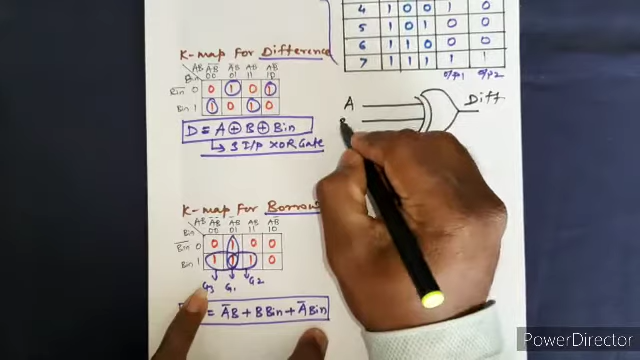 4 1 0 0 1 0
5 1 0 1 0 0
6 1 1 0 0 0
7 1 1 1 1 1
O/P1 O/P2
K-map For Difference
AB A̅B̅ A̅B AB AB̅
Bin 00 01 11 10
B̅i̅n̅ 0 0 1 0 1
Bin 1 1 0 1 0
D = A ⊕ B ⊕ Bin
↳ 3 I/P XOR Gate
A
B
Diff
K-map For Borrow
AB A̅B̅ A̅B AB AB̅
Bin 00 01 11 10
B̅i̅n̅ 0 0 1 0 0
Bin 1 1 1 1 0
G3 G1 G2
= A̅B + BBin + A̅Bin
PowerDirector